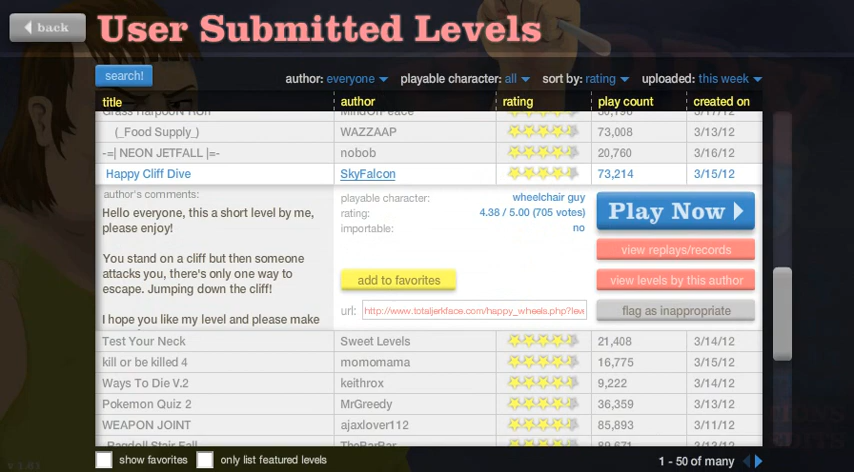 back
User Submitted Levels
search!
author: everyone playable character: all sort by: rating uploaded: this week
title author rating play count created on
(_Food Supply_) WAZZAAP 73,008 3/13/12
-=| NEON JETFALL |=- nobob 20,760 3/16/12
Happy Cliff Dive SkyFalcon 73,214 3/15/12
author's comments:
Hello everyone, this a short level by me,
please enjoy!
You stand on a cliff but then someone
attacks you, there's only one way to
escape. Jumping down the cliff!
I hope you like my level and please make
playable character: wheelchair guy
rating: 4.38 / 5.00 (705 votes)
importable: no
add to favorites
url: http://www.totaljerkface.com/happy_wheels.php?leve
Play Now
view replays/records
view levels by this author
flag as inappropriate
Test Your Neck Sweet Levels 21,408 3/14/12
kill or be killed 4 momomama 16,775 3/15/12
Ways To Die V.2 keithrox 9,222 3/14/12
Pokemon Quiz 2 MrGreedy 36,359 3/13/12
WEAPON JOINT ajaxlover112 85,893 3/11/12
show favorites only list featured levels 1 - 50 of many